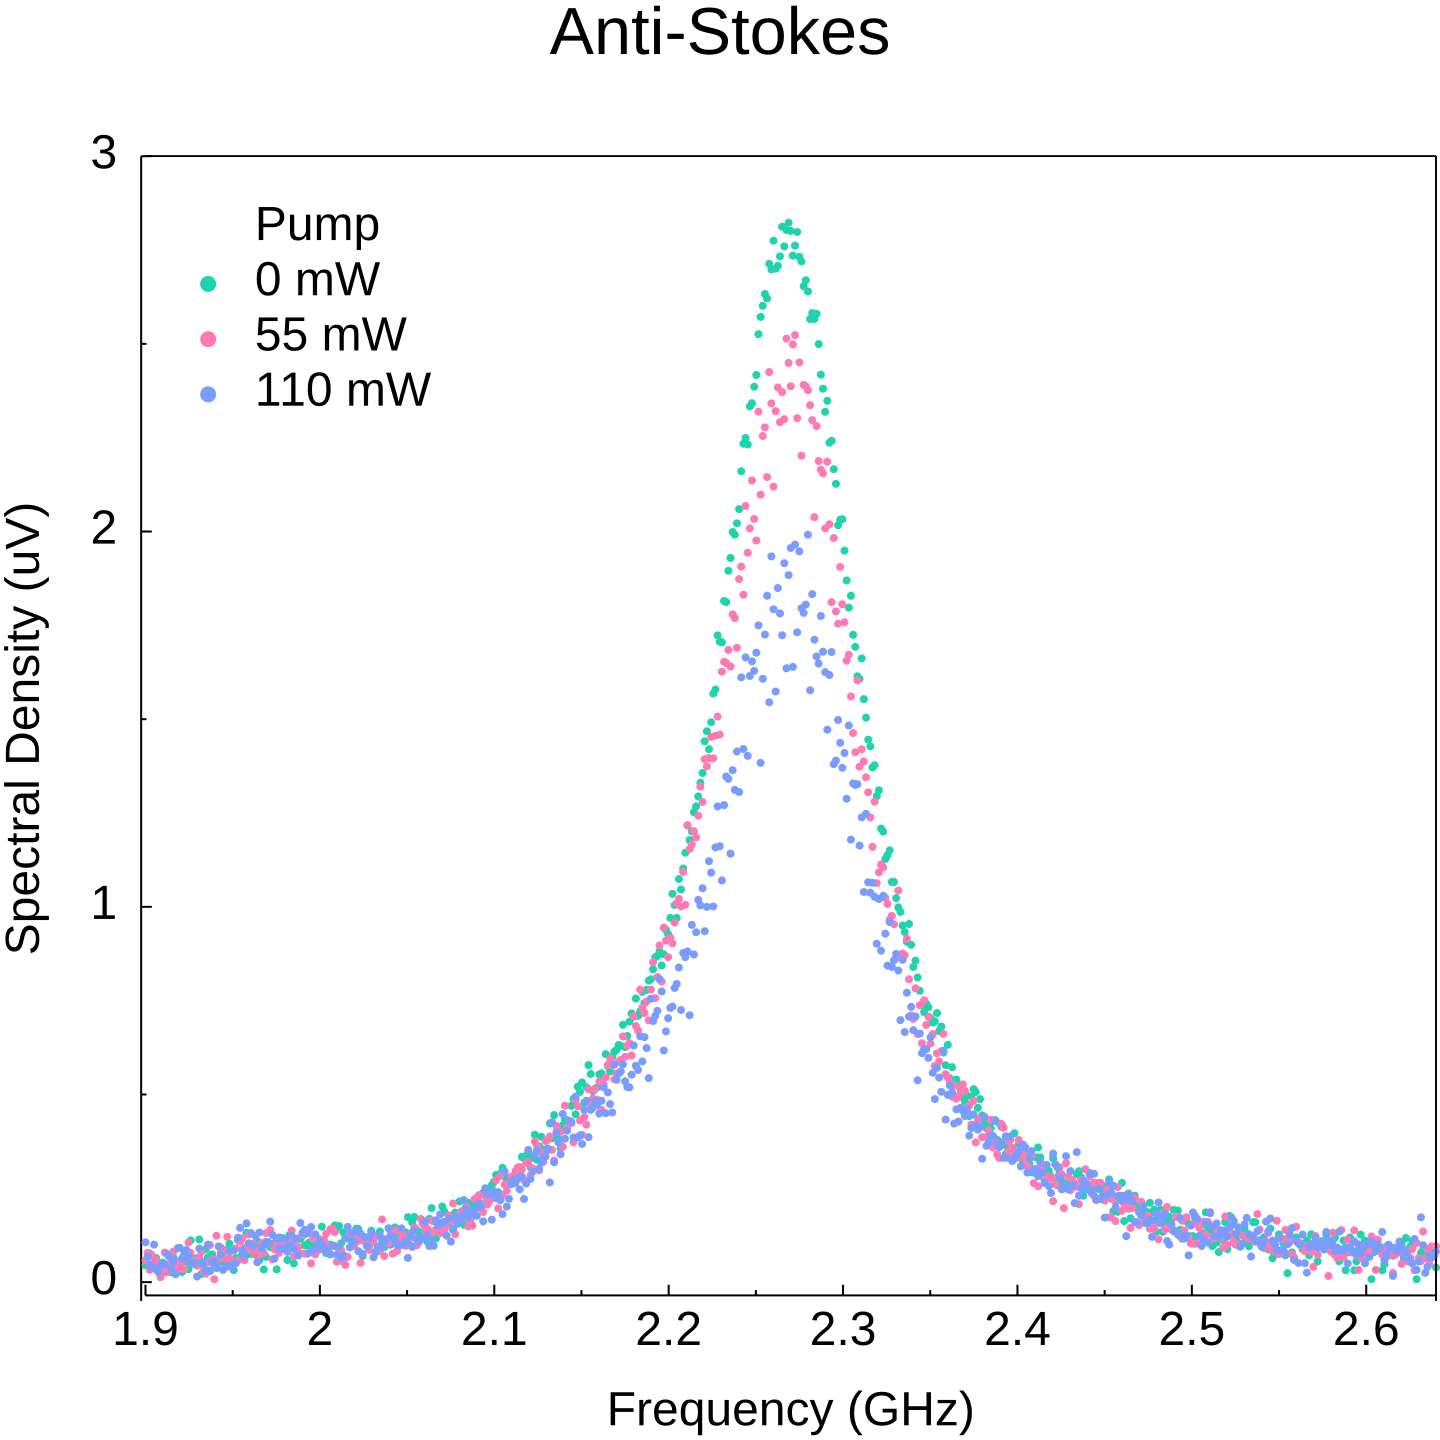 Anti-Stokes
3
2
1
0
Spectral Density (uV)
Pump
0 mW
55 mW
110 mW
1.9 2 2.1 2.2 2.3 2.4 2.5 2.6
Frequency (GHz)